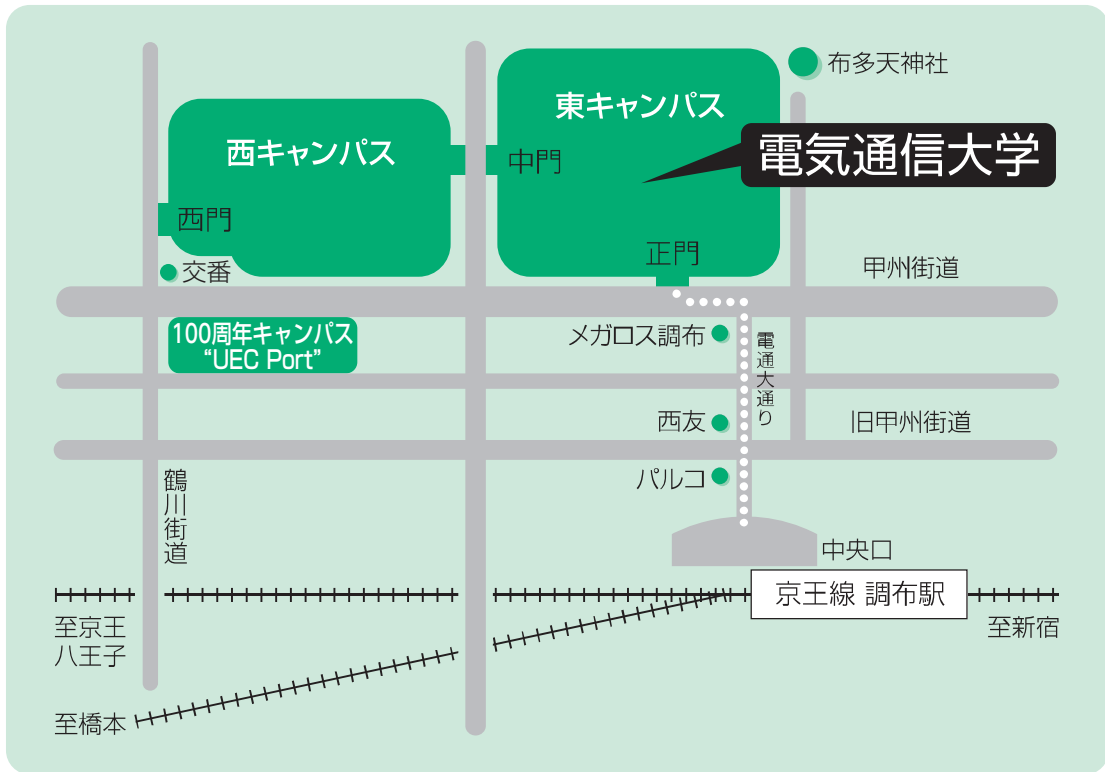 布多天神社
東キャンパス
西キャンパス
電気通信大学
中門
西門
正門
交番
甲州街道
100周年キャンパス
“UEC Port”
メガロス調布
電通大通り
西友
旧甲州街道
パルコ
鶴川街道
中央口
京王線 調布駅
至京王
八王子
至新宿
至橋本